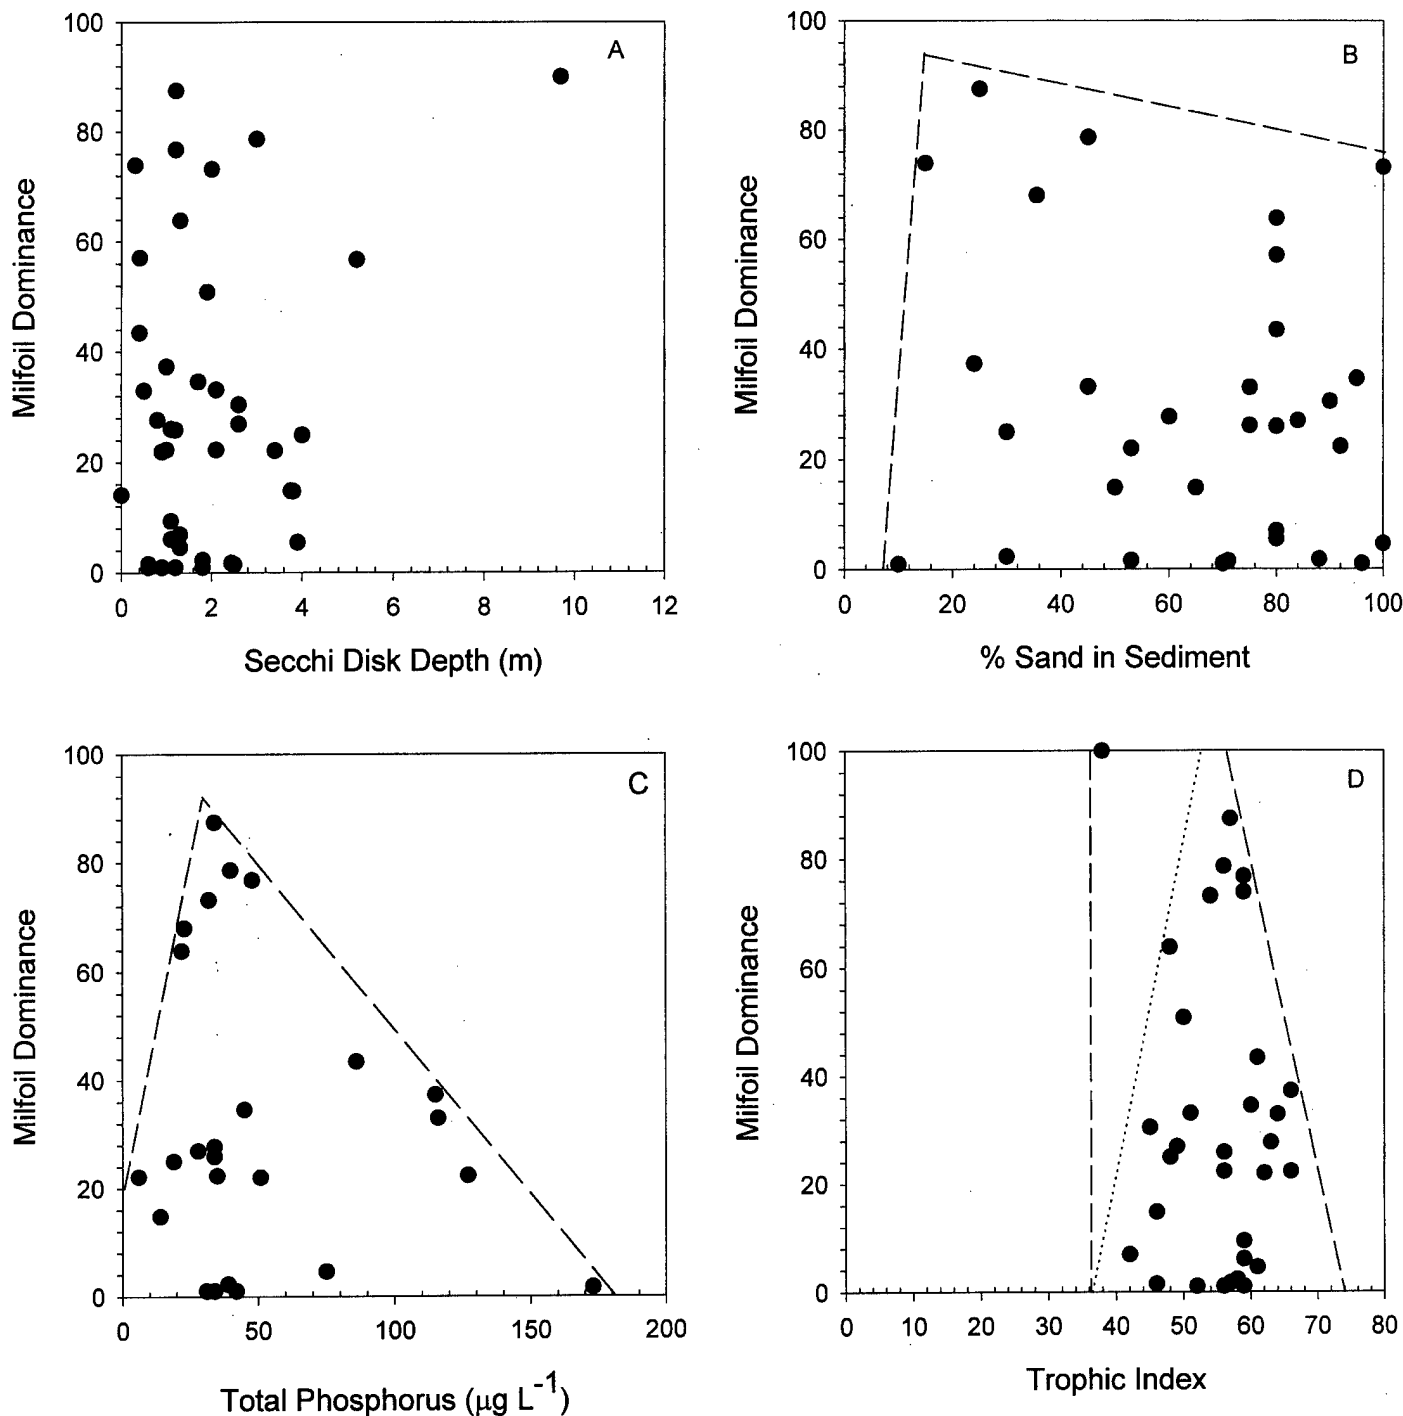 A
100
80
60
40
20
0
Milfoil Dominance
0 2 4 6 8 10 12
Secchi Disk Depth (m)
B
100
80
60
40
20
0
Milfoil Dominance
0 20 40 60 80 100
% Sand in Sediment
C
100
80
60
40
20
0
Milfoil Dominance
0 50 100 150 200
Total Phosphorus (µg L⁻¹)
D
100
80
60
40
20
0
Milfoil Dominance
0 10 20 30 40 50 60 70 80
Trophic Index